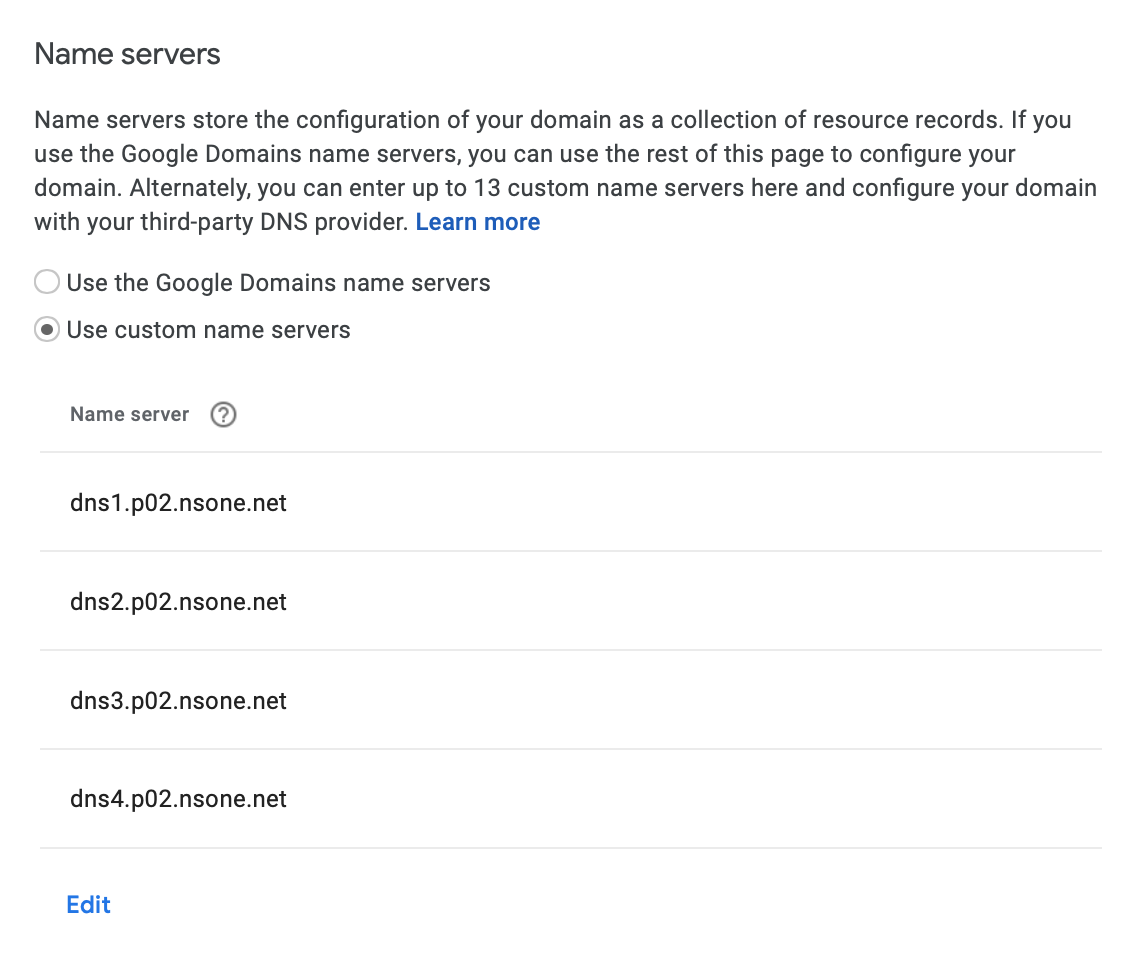 Name servers
Name servers store the configuration of your domain as a collection of resource records. If you
use the Google Domains name servers, you can use the rest of this page to configure your
domain. Alternately, you can enter up to 13 custom name servers here and configure your domain
with your third-party DNS provider. Learn more
Use the Google Domains name servers
Use custom name servers
Name server ?
dns1.p02.nsone.net
dns2.p02.nsone.net
dns3.p02.nsone.net
dns4.p02.nsone.net
Edit